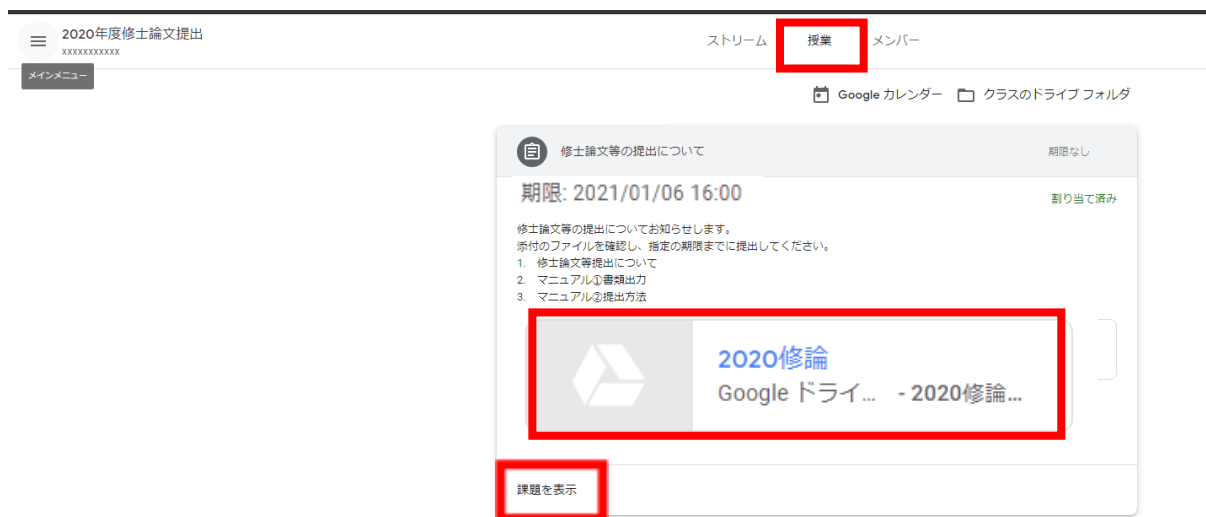 2020年度修士論文提出
xxxxxxxxxxx
メインメニュー
ストリーム 授業 メンバー
Google カレンダー クラスのドライブ フォルダ
修士論文等の提出について 期限なし
期限: 2021/01/06 16:00 割り当て済み
修士論文等の提出についてお知らせします。
添付のファイルを確認し、指定の期限までに提出してください。
1. 修士論文等提出について
2. マニュアル①書類出力
3. マニュアル②提出方法
2020修論
Google ドライ... - 2020修論...
課題を表示